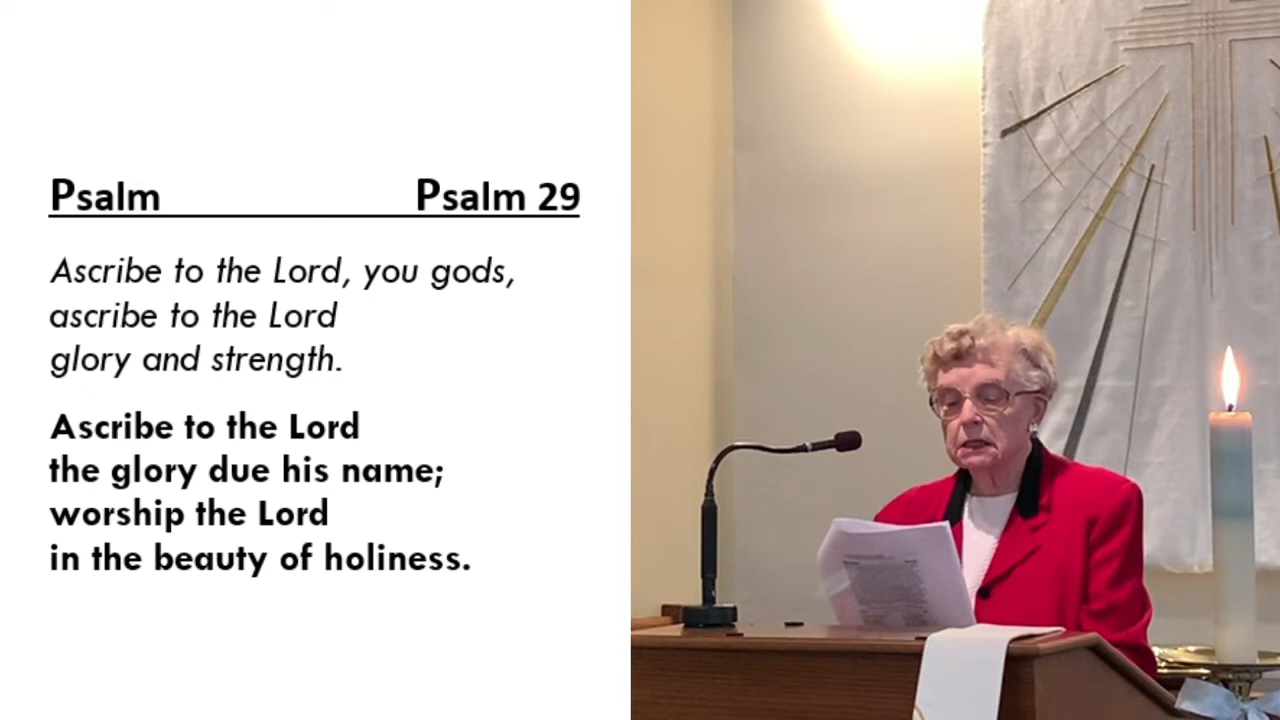 Psalm Psalm 29
Ascribe to the Lord, you gods,
ascribe to the Lord
glory and strength.
Ascribe to the Lord
the glory due his name;
worship the Lord
in the beauty of holiness.